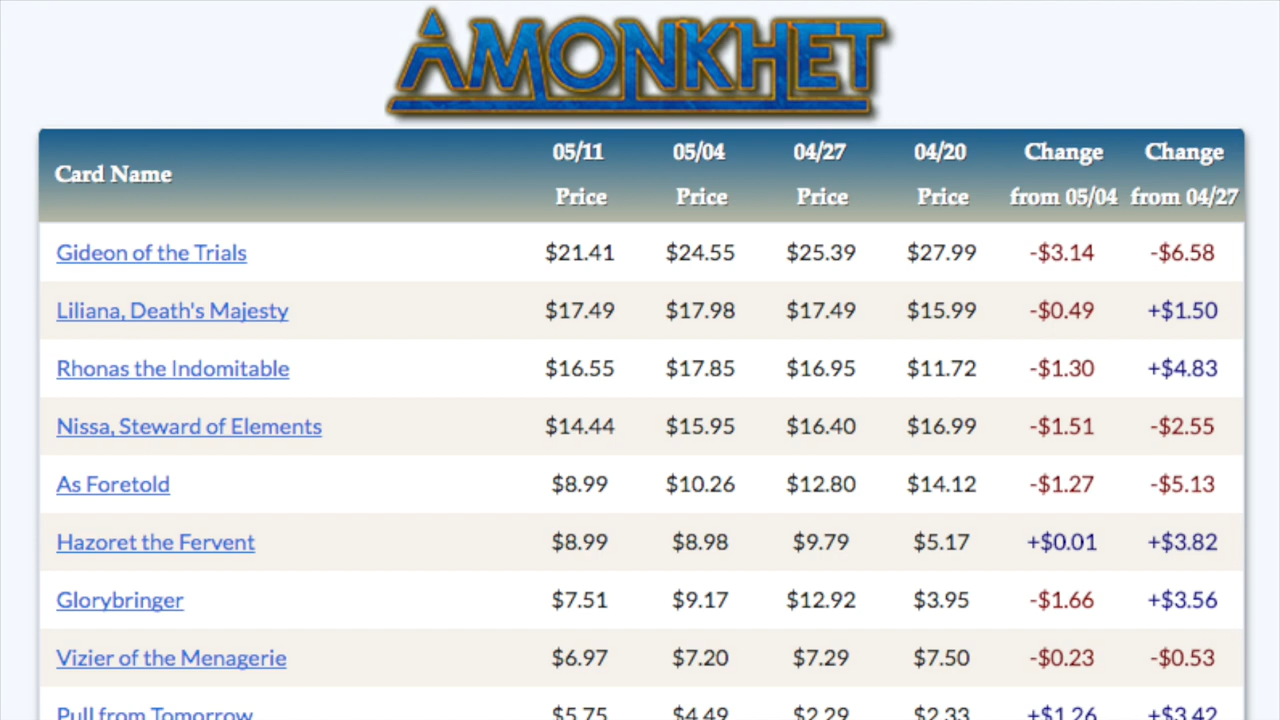 AMONKHET
Card Name 05/11 Price 05/04 Price 04/27 Price 04/20 Price Change from 05/04 Change from 04/27
Gideon of the Trials $21.41 $24.55 $25.39 $27.99 -$3.14 -$6.58
Liliana, Death's Majesty $17.49 $17.98 $17.49 $15.99 -$0.49 +$1.50
Rhonas the Indomitable $16.55 $17.85 $16.95 $11.72 -$1.30 +$4.83
Nissa, Steward of Elements $14.44 $15.95 $16.40 $16.99 -$1.51 -$2.55
As Foretold $8.99 $10.26 $12.80 $14.12 -$1.27 -$5.13
Hazoret the Fervent $8.99 $8.98 $9.79 $5.17 +$0.01 +$3.82
Glorybringer $7.51 $9.17 $12.92 $3.95 -$1.66 +$3.56
Vizier of the Menagerie $6.97 $7.20 $7.29 $7.50 -$0.23 -$0.53
Pull from Tomorrow $5.75 $4.49 $2.29 $2.33 +$1.26 +$3.42